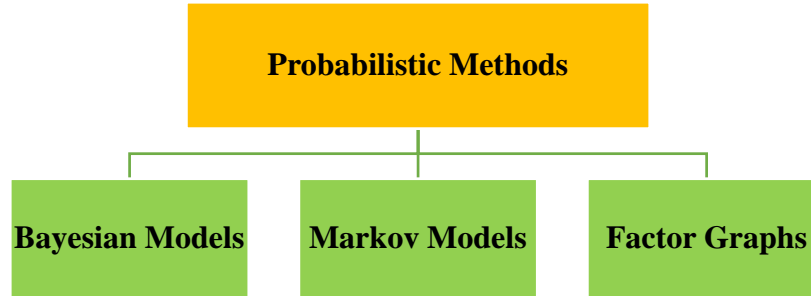 Probabilistic Methods
Bayesian Models
Markov Models
Factor Graphs